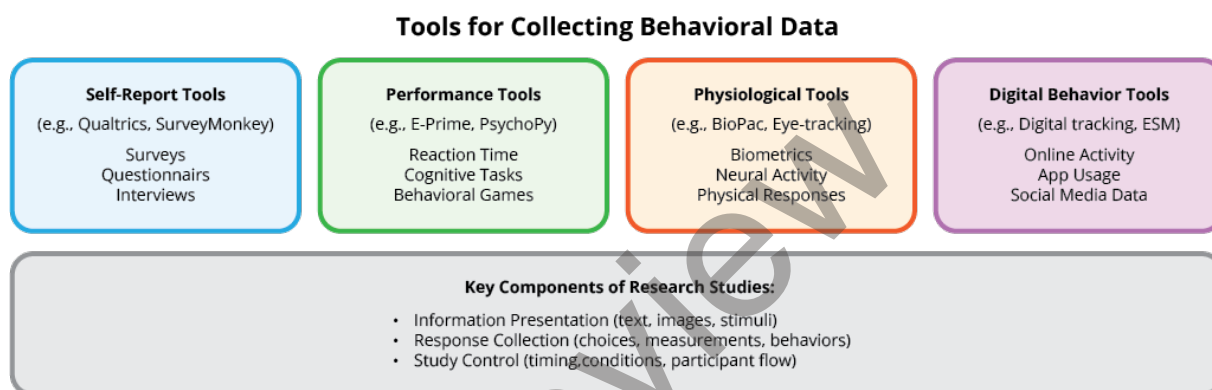 Tools for Collecting Behavioral Data
Self-Report Tools
(e.g., Qualtrics, SurveyMonkey)
Surveys
Questionnairs
Interviews
Performance Tools
(e.g., E-Prime, PsychoPy)
Reaction Time
Cognitive Tasks
Behavioral Games
Physiological Tools
(e.g., BioPac, Eye-tracking)
Biometrics
Neural Activity
Physical Responses
Digital Behavior Tools
(e.g., Digital tracking, ESM)
Online Activity
App Usage
Social Media Data
Key Components of Research Studies:
• Information Presentation (text, images, stimuli)
• Response Collection (choices, measurements, behaviors)
• Study Control (timing,conditions, participant flow)